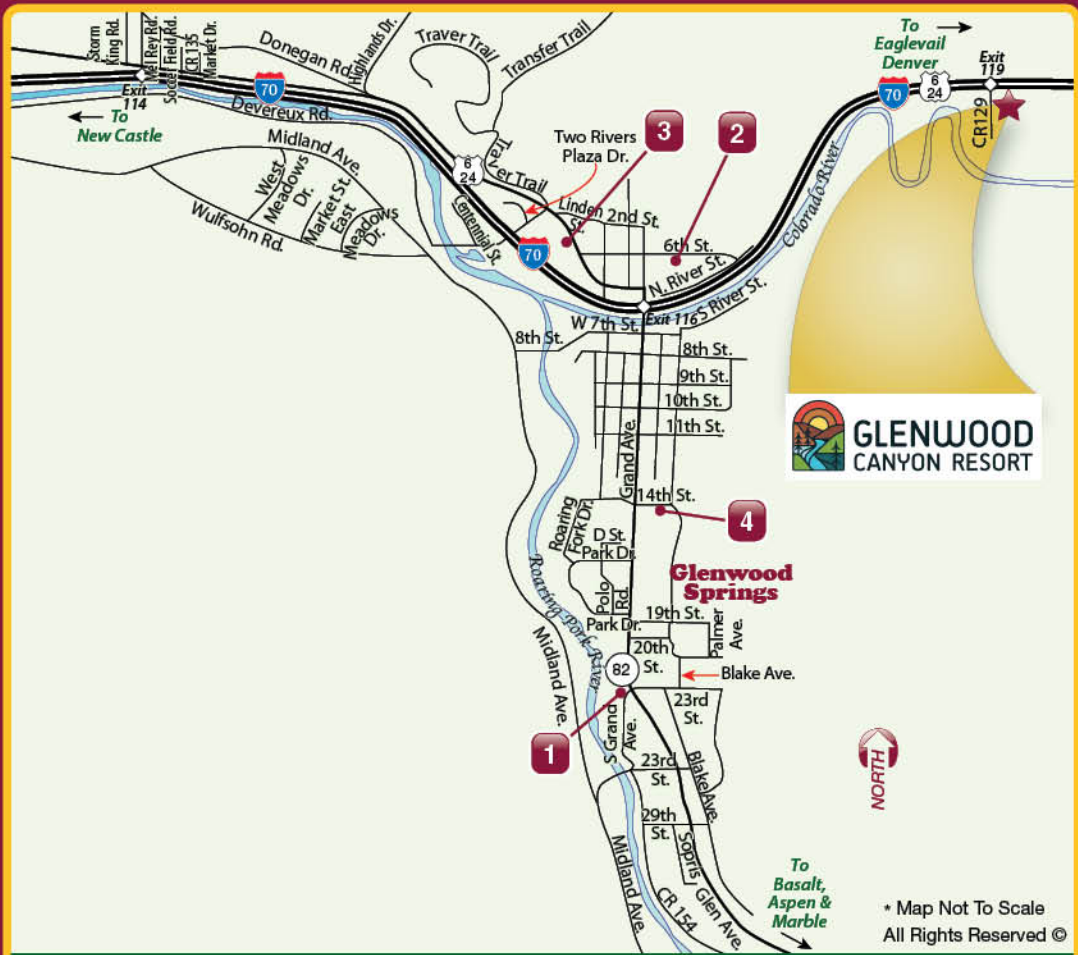 Storm
King Rd.
Mel Rey Rd.
Soccer Field Rd.
CR 135
Market Dr.
Donegan Rd.
Highlands Dr.
Traver Trail
Transfer Trail
To
Eaglevail
Denver
Exit
119
70
6
24
CR129
Exit
114
70
Devereux Rd.
To
New Castle
Midland Ave.
West
Meadows
Dr.
Market St.
East
Meadows
Dr.
Wulfsohn Rd.
6
24
Traver Trail
Two Rivers
Plaza Dr.
3
2
Centennial St.
Linden
St.
2nd St.
6th St.
70
N. River St.
Colorado River
S River St.
Exit 116
W 7th St.
8th St.
8th St.
9th St.
10th St.
11th St.
Grand Ave.
GLENWOOD
CANYON RESORT
14th St.
4
Roaring
Fork Dr.
D St.
Park Dr.
Polo
Rd.
Park Dr.
Glenwood
Springs
19th St.
Palmer
Ave.
20th
St.
Blake Ave.
82
Roaring Pork River
Midland Ave.
1
S Grand
Ave.
23rd
St.
23rd
St.
Blake Ave.
29th
St.
Sopris
Glen Ave.
Midland Ave.
CR 154
NORTH
To
Basalt,
Aspen &
Marble
* Map Not To Scale
All Rights Reserved ©